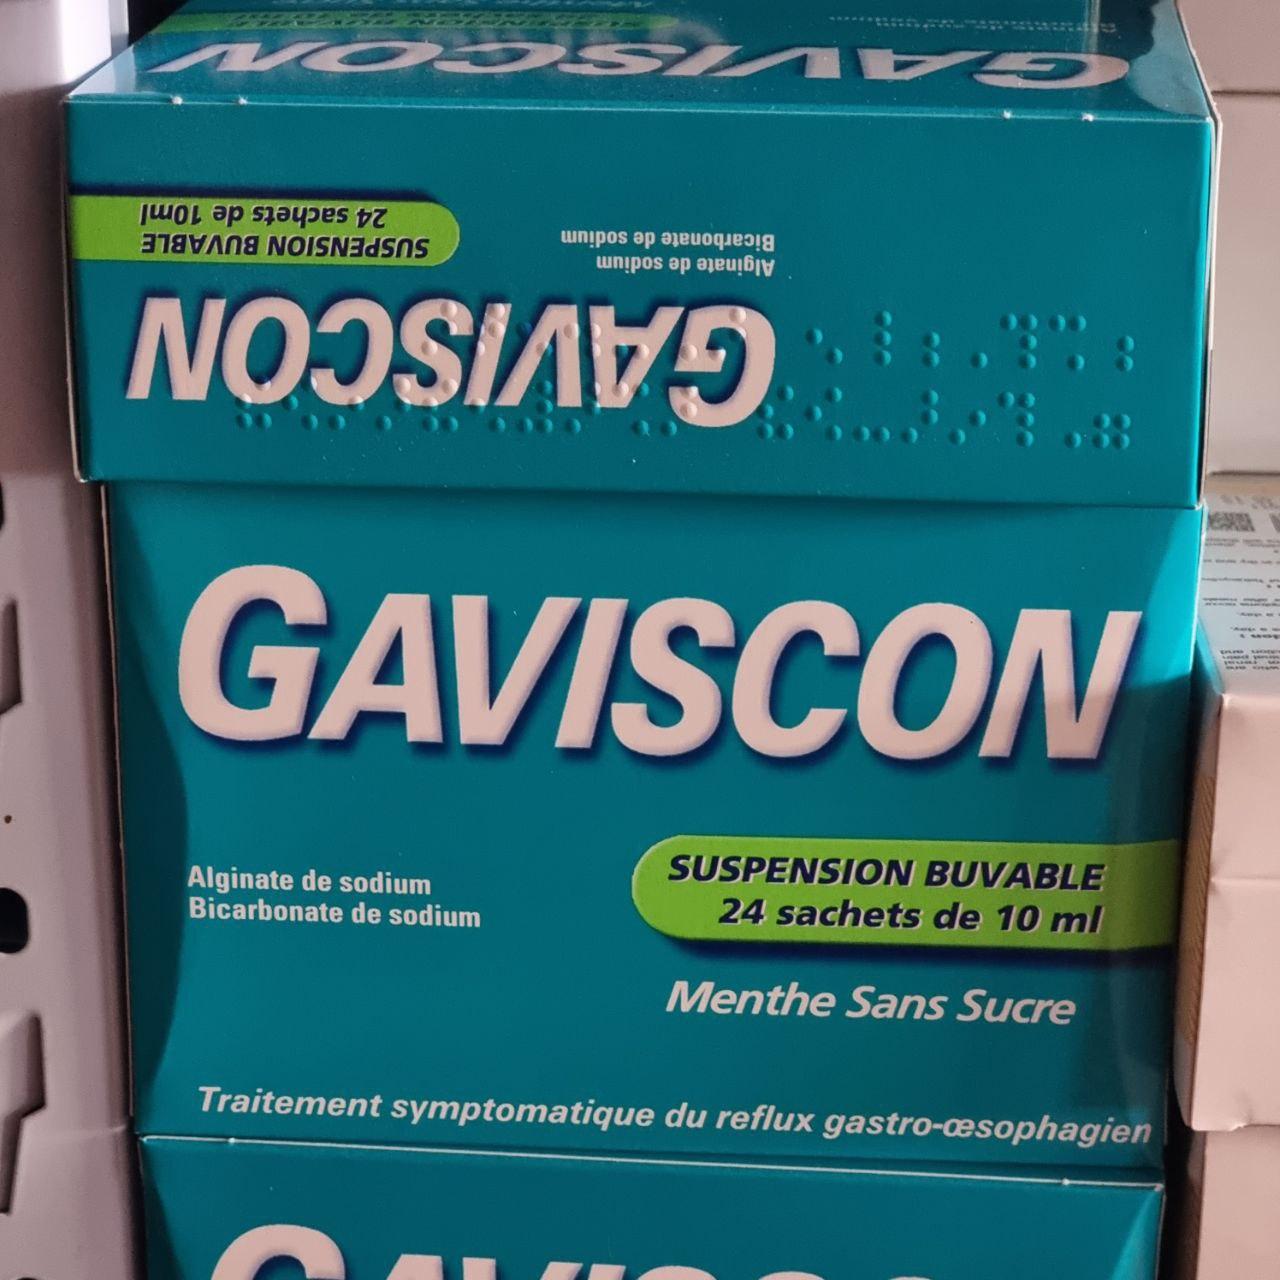 GAVISCON
SUSPENSION BUVABLE
24 sachets de 10ml
Alginate de sodium
Bicarbonate de sodium
GAVISCON
GAVISCON
Alginate de sodium
Bicarbonate de sodium
SUSPENSION BUVABLE
24 sachets de 10 ml
Menthe Sans Sucre
Traitement symptomatique du reflux gastro-œsophagien